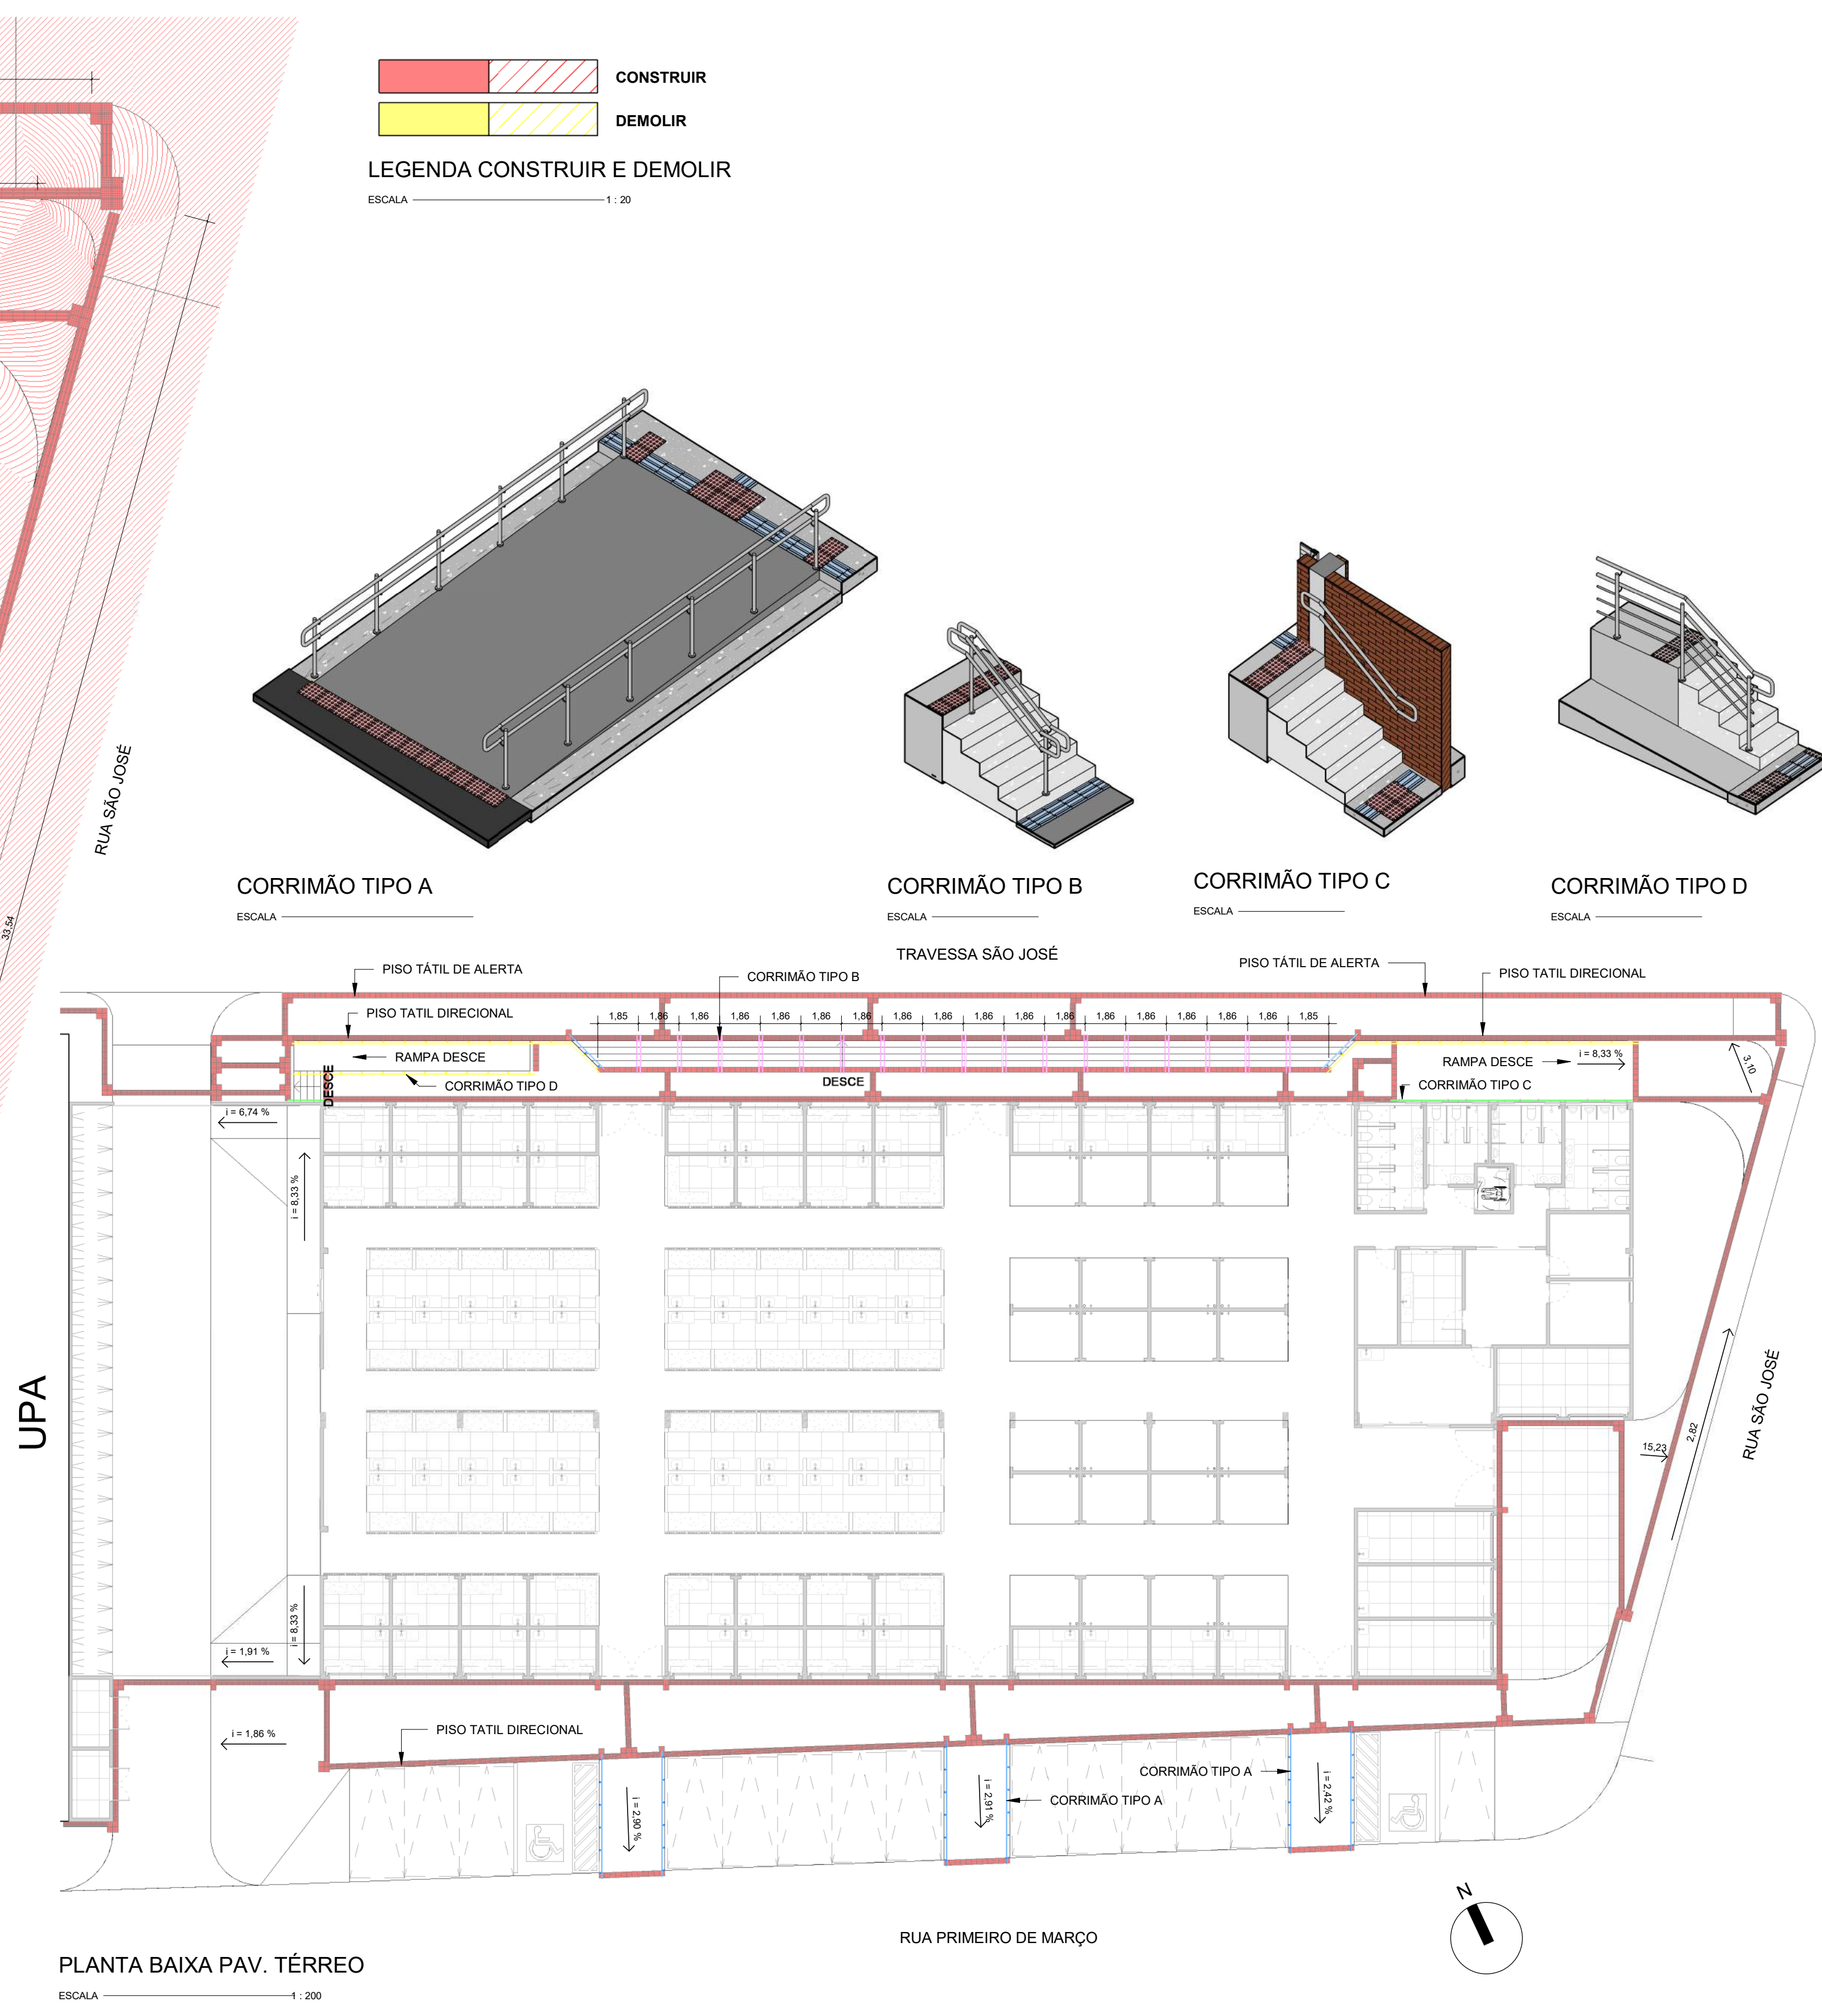 CONSTRUIR
DEMOLIR
LEGENDA CONSTRUIR E DEMOLIR
ESCALA 1 : 20
RUA SÃO JOSÉ
33,54
CORRIMÃO TIPO A
ESCALA
CORRIMÃO TIPO B
ESCALA
CORRIMÃO TIPO C
ESCALA
CORRIMÃO TIPO D
ESCALA
TRAVESSA SÃO JOSÉ
PISO TÁTIL DE ALERTA
CORRIMÃO TIPO B
PISO TÁTIL DE ALERTA
PISO TATIL DIRECIONAL
PISO TATIL DIRECIONAL
1,85 1,86 1,86 1,86 1,86 1,86 1,86 1,86 1,86 1,86 1,86 1,86 1,86 1,86 1,86 1,86 1,86 1,85
RAMPA DESCE
RAMPA DESCE
i = 8,33 %
3,10
CORRIMÃO TIPO D
DESCE
DESCE
CORRIMÃO TIPO C
i = 6,74 %
i = 8,33 %
UPA
RUA SÃO JOSÉ
2,82
15,23
i = 8,33 %
i = 1,91 %
i = 1,86 %
PISO TATIL DIRECIONAL
CORRIMÃO TIPO A
CORRIMÃO TIPO A
i = 2,90 %
i = 2,91 %
i = 2,42 %
N
RUA PRIMEIRO DE MARÇO
PLANTA BAIXA PAV. TÉRREO
ESCALA 1 : 200